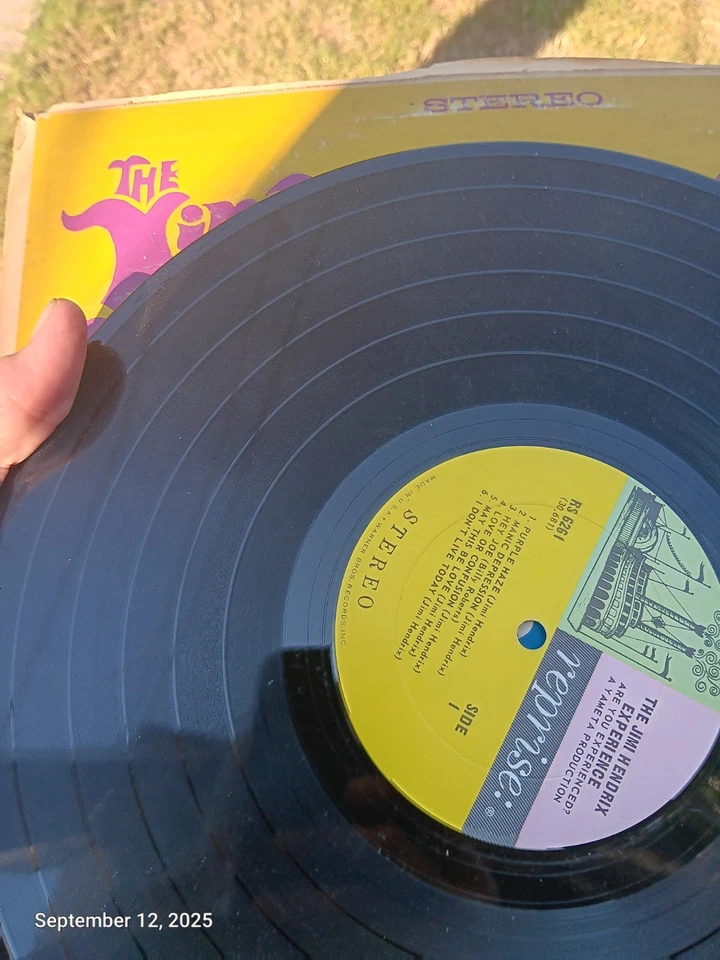 STEREO
THE
RS 6261
(30,681)
1. PURPLE HAZE (Jimi Hendrix)
2. MANIC DEPRESSION (Jimi Hendrix)
3. HEY JOE (Billy Roberts)
4. LOVE OR CONFUSION (Jimi Hendrix)
5. MAY THIS BE LOVE (Jimi Hendrix)
6. I DON'T LIVE TODAY (Jimi Hendrix)
STEREO
SIDE
1
MADE IN U.S.A. • WARNER BROS. RECORDS, INC.
reprise:
®
THE JIMI HENDRIX
EXPERIENCE
ARE YOU EXPERIENCED?
A YAMETA PRODUCTION
September 12, 2025